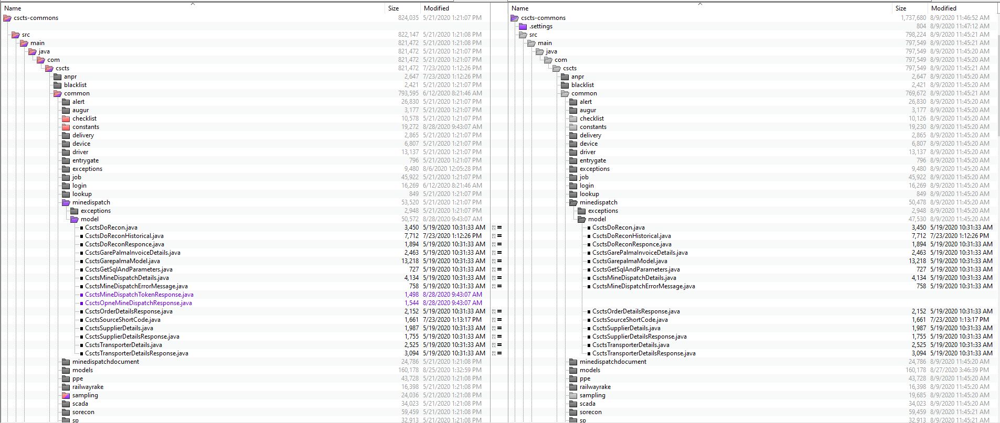 Name Size Modified Name Size Modified
cscts-commons 824,035 5/21/2020 1:21:07 PM cscts-commons 1,737,680 8/9/2020 11:46:52 AM
.settings 804 8/9/2020 11:47:12 AM
src 822,147 5/21/2020 1:21:08 PM src 798,224 8/9/2020 11:45:21 AM
main 821,472 5/21/2020 1:21:08 PM main 797,549 8/9/2020 11:45:21 AM
java 821,472 5/21/2020 1:21:07 PM java 797,549 8/9/2020 11:45:20 AM
com 821,472 5/21/2020 1:21:07 PM com 797,549 8/9/2020 11:45:20 AM
cscts 821,472 7/23/2020 1:12:26 PM cscts 797,549 8/9/2020 11:45:21 AM
anpr 2,647 7/23/2020 1:12:26 PM anpr 2,647 8/9/2020 11:45:20 AM
blacklist 2,421 5/21/2020 1:21:07 PM blacklist 2,421 8/9/2020 11:45:20 AM
common 793,595 6/12/2020 8:21:46 AM common 769,672 8/9/2020 11:45:21 AM
alert 26,830 5/21/2020 1:21:07 PM alert 26,830 8/9/2020 11:45:20 AM
augur 3,177 5/21/2020 1:21:07 PM augur 3,177 8/9/2020 11:45:20 AM
checklist 10,578 5/21/2020 1:21:07 PM checklist 10,126 8/9/2020 11:45:20 AM
constants 19,272 8/28/2020 9:43:07 AM constants 19,230 8/9/2020 11:45:20 AM
delivery 2,865 5/21/2020 1:21:07 PM delivery 2,865 8/9/2020 11:45:20 AM
device 6,807 5/21/2020 1:21:07 PM device 6,807 8/9/2020 11:45:20 AM
driver 13,137 5/21/2020 1:21:07 PM driver 13,137 8/9/2020 11:45:20 AM
entrygate 796 5/21/2020 1:21:07 PM entrygate 796 8/9/2020 11:45:20 AM
exceptions 9,480 8/6/2020 12:05:28 PM exceptions 9,480 8/9/2020 11:45:20 AM
job 45,922 5/21/2020 1:21:07 PM job 45,922 8/9/2020 11:45:20 AM
login 16,269 6/12/2020 8:21:46 AM login 16,269 8/9/2020 11:45:20 AM
lookup 849 5/21/2020 1:21:07 PM lookup 849 8/9/2020 11:45:20 AM
minedispatch 53,520 5/21/2020 1:21:07 PM minedispatch 50,478 8/9/2020 11:45:20 AM
exceptions 2,948 5/21/2020 1:21:07 PM exceptions 2,948 8/9/2020 11:45:20 AM
model 50,572 8/28/2020 9:43:07 AM model 47,530 8/9/2020 11:45:20 AM
CsctsDoRecon.java 3,450 5/19/2020 10:31:33 AM = CsctsDoRecon.java 3,450 5/19/2020 10:31:33 AM
CsctsDoReconHistorical.java 7,712 7/23/2020 1:12:26 PM = CsctsDoReconHistorical.java 7,712 7/23/2020 1:12:26 PM
CsctsDoReconResponce.java 1,894 5/19/2020 10:31:33 AM = CsctsDoReconResponce.java 1,894 5/19/2020 10:31:33 AM
CsctsGarePalmaInvoiceDetails.java 2,463 5/19/2020 10:31:33 AM = CsctsGarePalmaInvoiceDetails.java 2,463 5/19/2020 10:31:33 AM
CsctsGarepalmaModel.java 13,218 5/19/2020 10:31:33 AM = CsctsGarepalmaModel.java 13,218 5/19/2020 10:31:33 AM
CsctsGetSqlAndParameters.java 727 5/19/2020 10:31:33 AM = CsctsGetSqlAndParameters.java 727 5/19/2020 10:31:33 AM
CsctsMineDispatchDetails.java 4,134 5/19/2020 10:31:33 AM = CsctsMineDispatchDetails.java 4,134 5/19/2020 10:31:33 AM
CsctsMineDispatchErrorMessage.java 758 5/19/2020 10:31:33 AM = CsctsMineDispatchErrorMessage.java 758 5/19/2020 10:31:33 AM
CsctsMineDispatchTokenResponse.java 1,498 8/28/2020 9:43:07 AM
CsctsOpneMineDispatchResponse.java 1,544 8/28/2020 9:43:07 AM
CsctsOrderDetailsResponse.java 2,152 5/19/2020 10:31:33 AM = CsctsOrderDetailsResponse.java 2,152 5/19/2020 10:31:33 AM
CsctsSourceShortCode.java 1,661 7/23/2020 1:13:17 PM = CsctsSourceShortCode.java 1,661 7/23/2020 1:13:17 PM
CsctsSupplierDetails.java 1,987 5/19/2020 10:31:33 AM = CsctsSupplierDetails.java 1,987 5/19/2020 10:31:33 AM
CsctsSupplierDetailsResponse.java 1,755 5/19/2020 10:31:33 AM = CsctsSupplierDetailsResponse.java 1,755 5/19/2020 10:31:33 AM
CsctsTransporterDetails.java 2,525 5/19/2020 10:31:33 AM = CsctsTransporterDetails.java 2,525 5/19/2020 10:31:33 AM
CsctsTransporterDetailsResponse.java 3,094 5/19/2020 10:31:33 AM = CsctsTransporterDetailsResponse.java 3,094 5/19/2020 10:31:33 AM
minedispatchdocument 24,786 5/21/2020 1:21:08 PM minedispatchdocument 24,786 8/9/2020 11:45:20 AM
models 160,178 8/25/2020 1:32:59 PM models 160,178 8/27/2020 3:46:39 PM
ppe 43,728 5/21/2020 1:21:08 PM ppe 43,728 8/9/2020 11:45:20 AM
railwayrake 16,398 5/21/2020 1:21:08 PM railwayrake 16,398 8/9/2020 11:45:20 AM
sampling 24,036 5/21/2020 1:21:08 PM sampling 19,685 8/9/2020 11:45:20 AM
scada 34,023 5/21/2020 1:21:08 PM scada 34,023 8/9/2020 11:45:20 AM
sorecon 59,459 5/21/2020 1:21:08 PM sorecon 59,459 8/9/2020 11:45:20 AM
sp 32,913 5/21/2020 1:21:08 PM sp 32,913 8/9/2020 11:45:21 AM